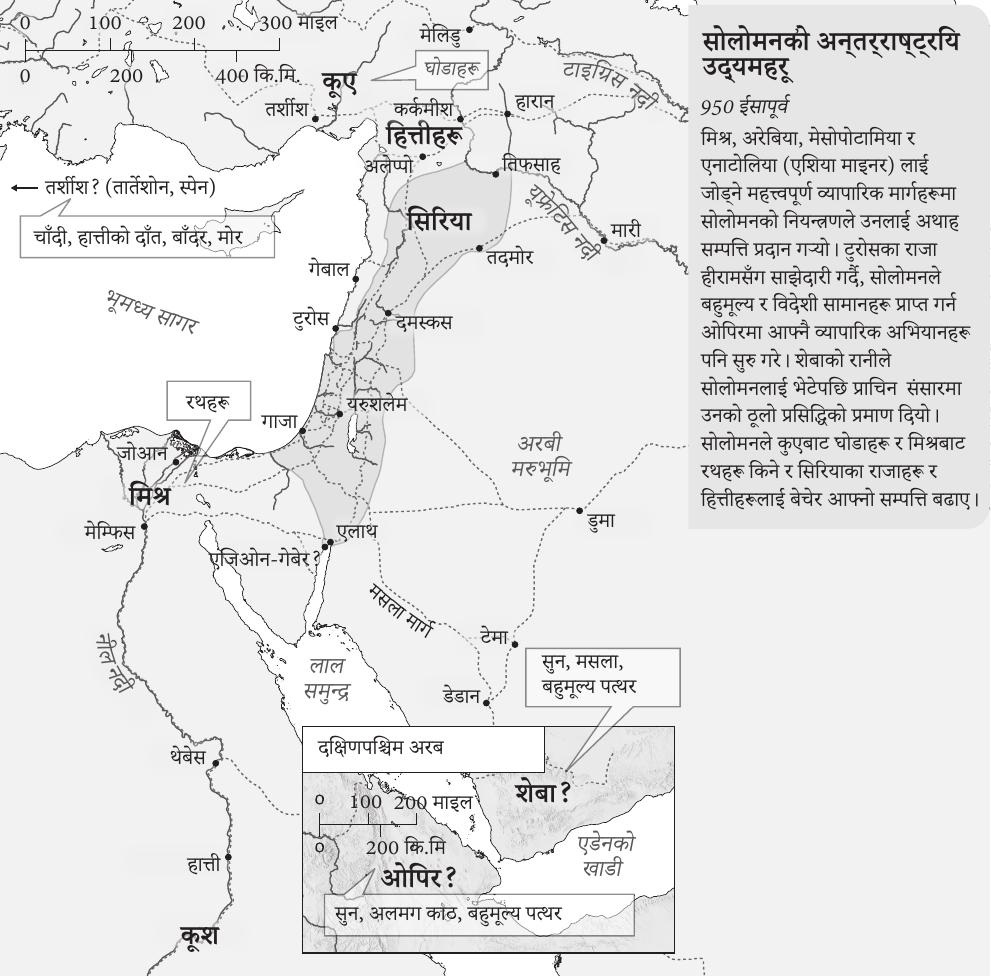 0 100 200 300 माइल
0 200 400 कि.मि.
मेलिडु
घोडाहरू
टाइग्रिस नदी
कूए
तर्शीश
कर्कमीश
हारान
हित्तीहरू
अलेप्पो
तिफसाह
तर्शीश? (तार्तेशोन, स्पेन)
चाँदी, हात्तीको दाँत, बाँदर, मोर
सिरिया
यूफ्रेटिस नदी
मारी
तदमोर
गेबाल
भूमध्य सागर
टुरोस
दमस्कस
रथहरू
यरुशलेम
गाजा
जोआन
अरबी
मरुभूमि
मिश्र
मेम्फिस
एलाथ
डुमा
एजिओन-गेबेर?
मसला मार्ग
टेमा
नील नदी
लाल
समुन्द्र
सुन, मसला,
बहुमूल्य पत्थर
डेडान
दक्षिणपश्चिम अरब
थेबेस
शेबा?
0 100 200 माइल
0 200 कि.मि
एडेनको
खाडी
हात्ती
ओपिर?
सुन, अलमग काठ, बहुमूल्य पत्थर
कूश
सोलोमनको अन्तर्राष्ट्रिय
उद्यमहरू
950 ईसापूर्व
मिश्र, अरेबिया, मेसोपोटामिया र
एनाटोलिया (एशिया माइनर) लाई
जोड्ने महत्त्वपूर्ण व्यापारिक मार्गहरूमा
सोलोमनको नियन्त्रणले उनलाई अथाह
सम्पत्ति प्रदान गर्‍यो। टुरोसका राजा
हीरामसँग साझेदारी गर्दै, सोलोमनले
बहुमूल्य र विदेशी सामानहरू प्राप्त गर्न
ओपिरमा आफ्नै व्यापारिक अभियानहरू
पनि सुरु गरे। शेबाको रानीले
सोलोमनलाई भेटेपछि प्राचिन संसारमा
उनको ठूलो प्रसिद्धिको प्रमाण दियो।
सोलोमनले कुएबाट घोडाहरू र मिश्रबाट
रथहरू किने र सिरियाका राजाहरू र
हित्तीहरूलाई बेचेर आफ्नो सम्पत्ति बढाए।